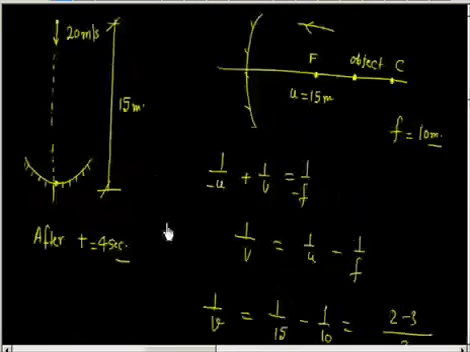 20m/s
15m.
After t=4sec.
F object C
u=15m
f=10m
1/-u + 1/v = 1/-f
1/v = 1/u - 1/f
1/v = 1/15 - 1/10 = 2-3